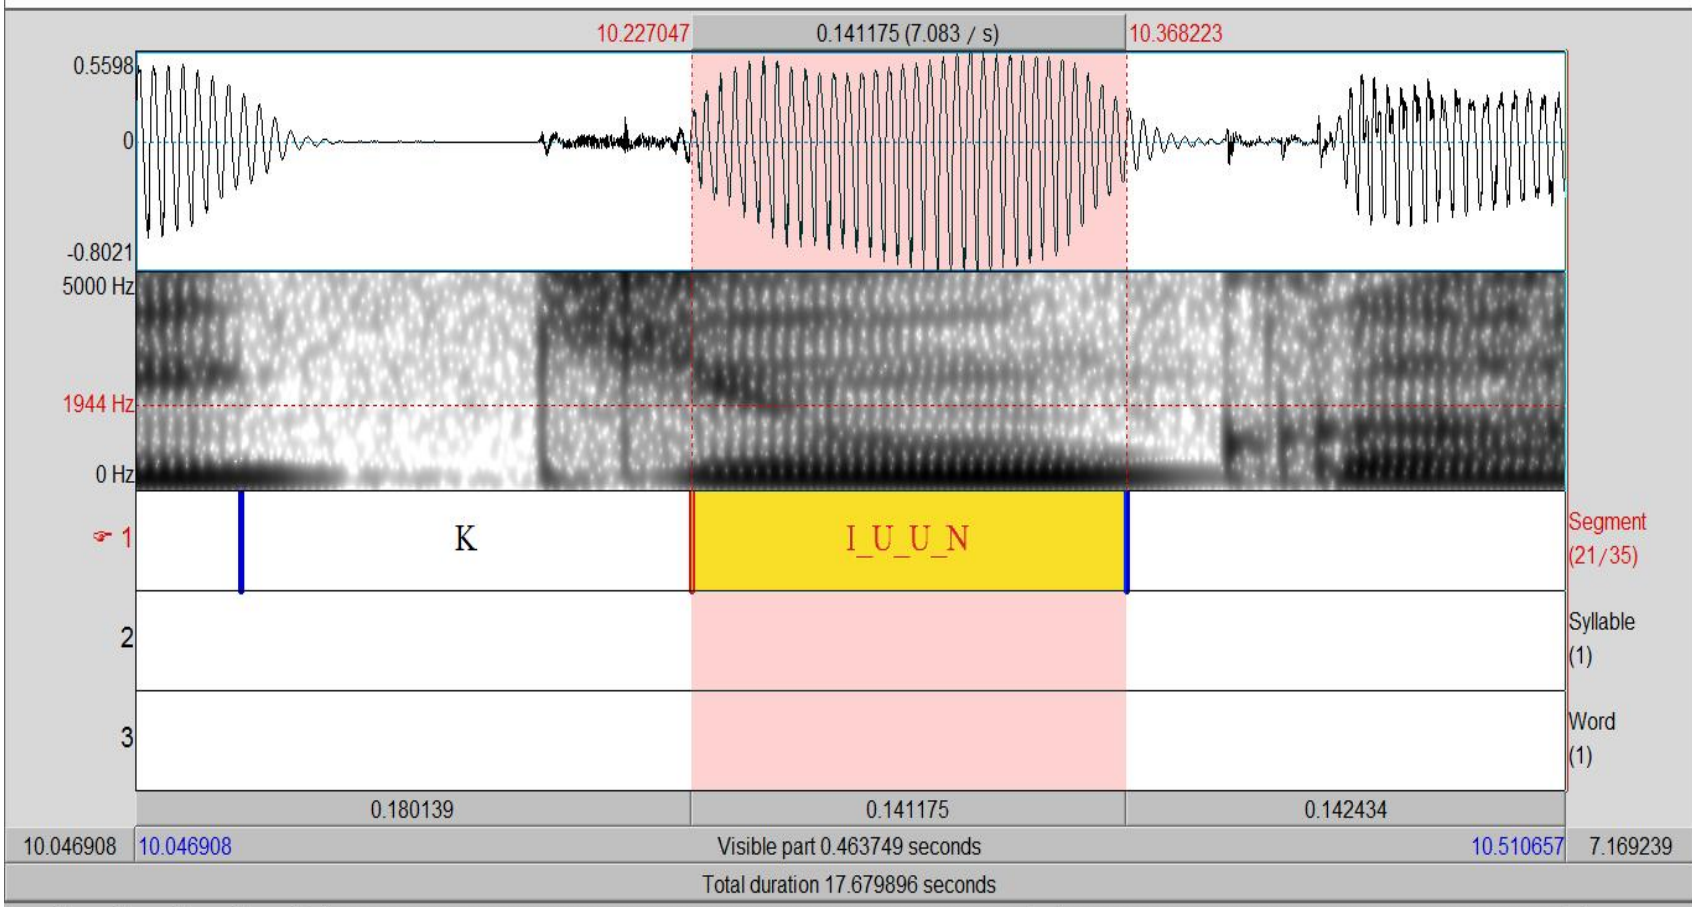 10.227047 0.141175 (7.083 / s) 10.368223
0.5598
0
-0.8021
5000 Hz
1944 Hz
0 Hz
☞ 1 K I_U_U_N Segment
(21/35)
2 Syllable
(1)
3 Word
(1)
0.180139 0.141175 0.142434
10.046908 10.046908 Visible part 0.463749 seconds 10.510657 7.169239
Total duration 17.679896 seconds